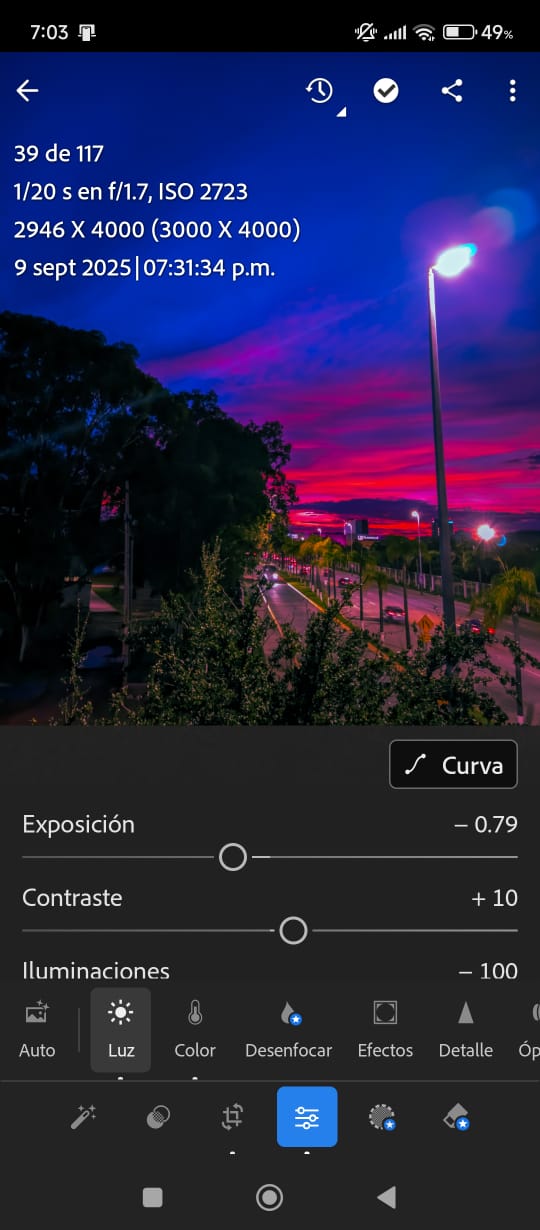 7:03
49%
39 de 117
1/20 s en f/1.7, ISO 2723
2946 X 4000 (3000 X 4000)
9 sept 2025|07:31:34 p.m.
Curva
Exposición – 0.79
Contraste + 10
Iluminaciones – 100
Auto Luz Color Desenfocar Efectos Detalle Óp